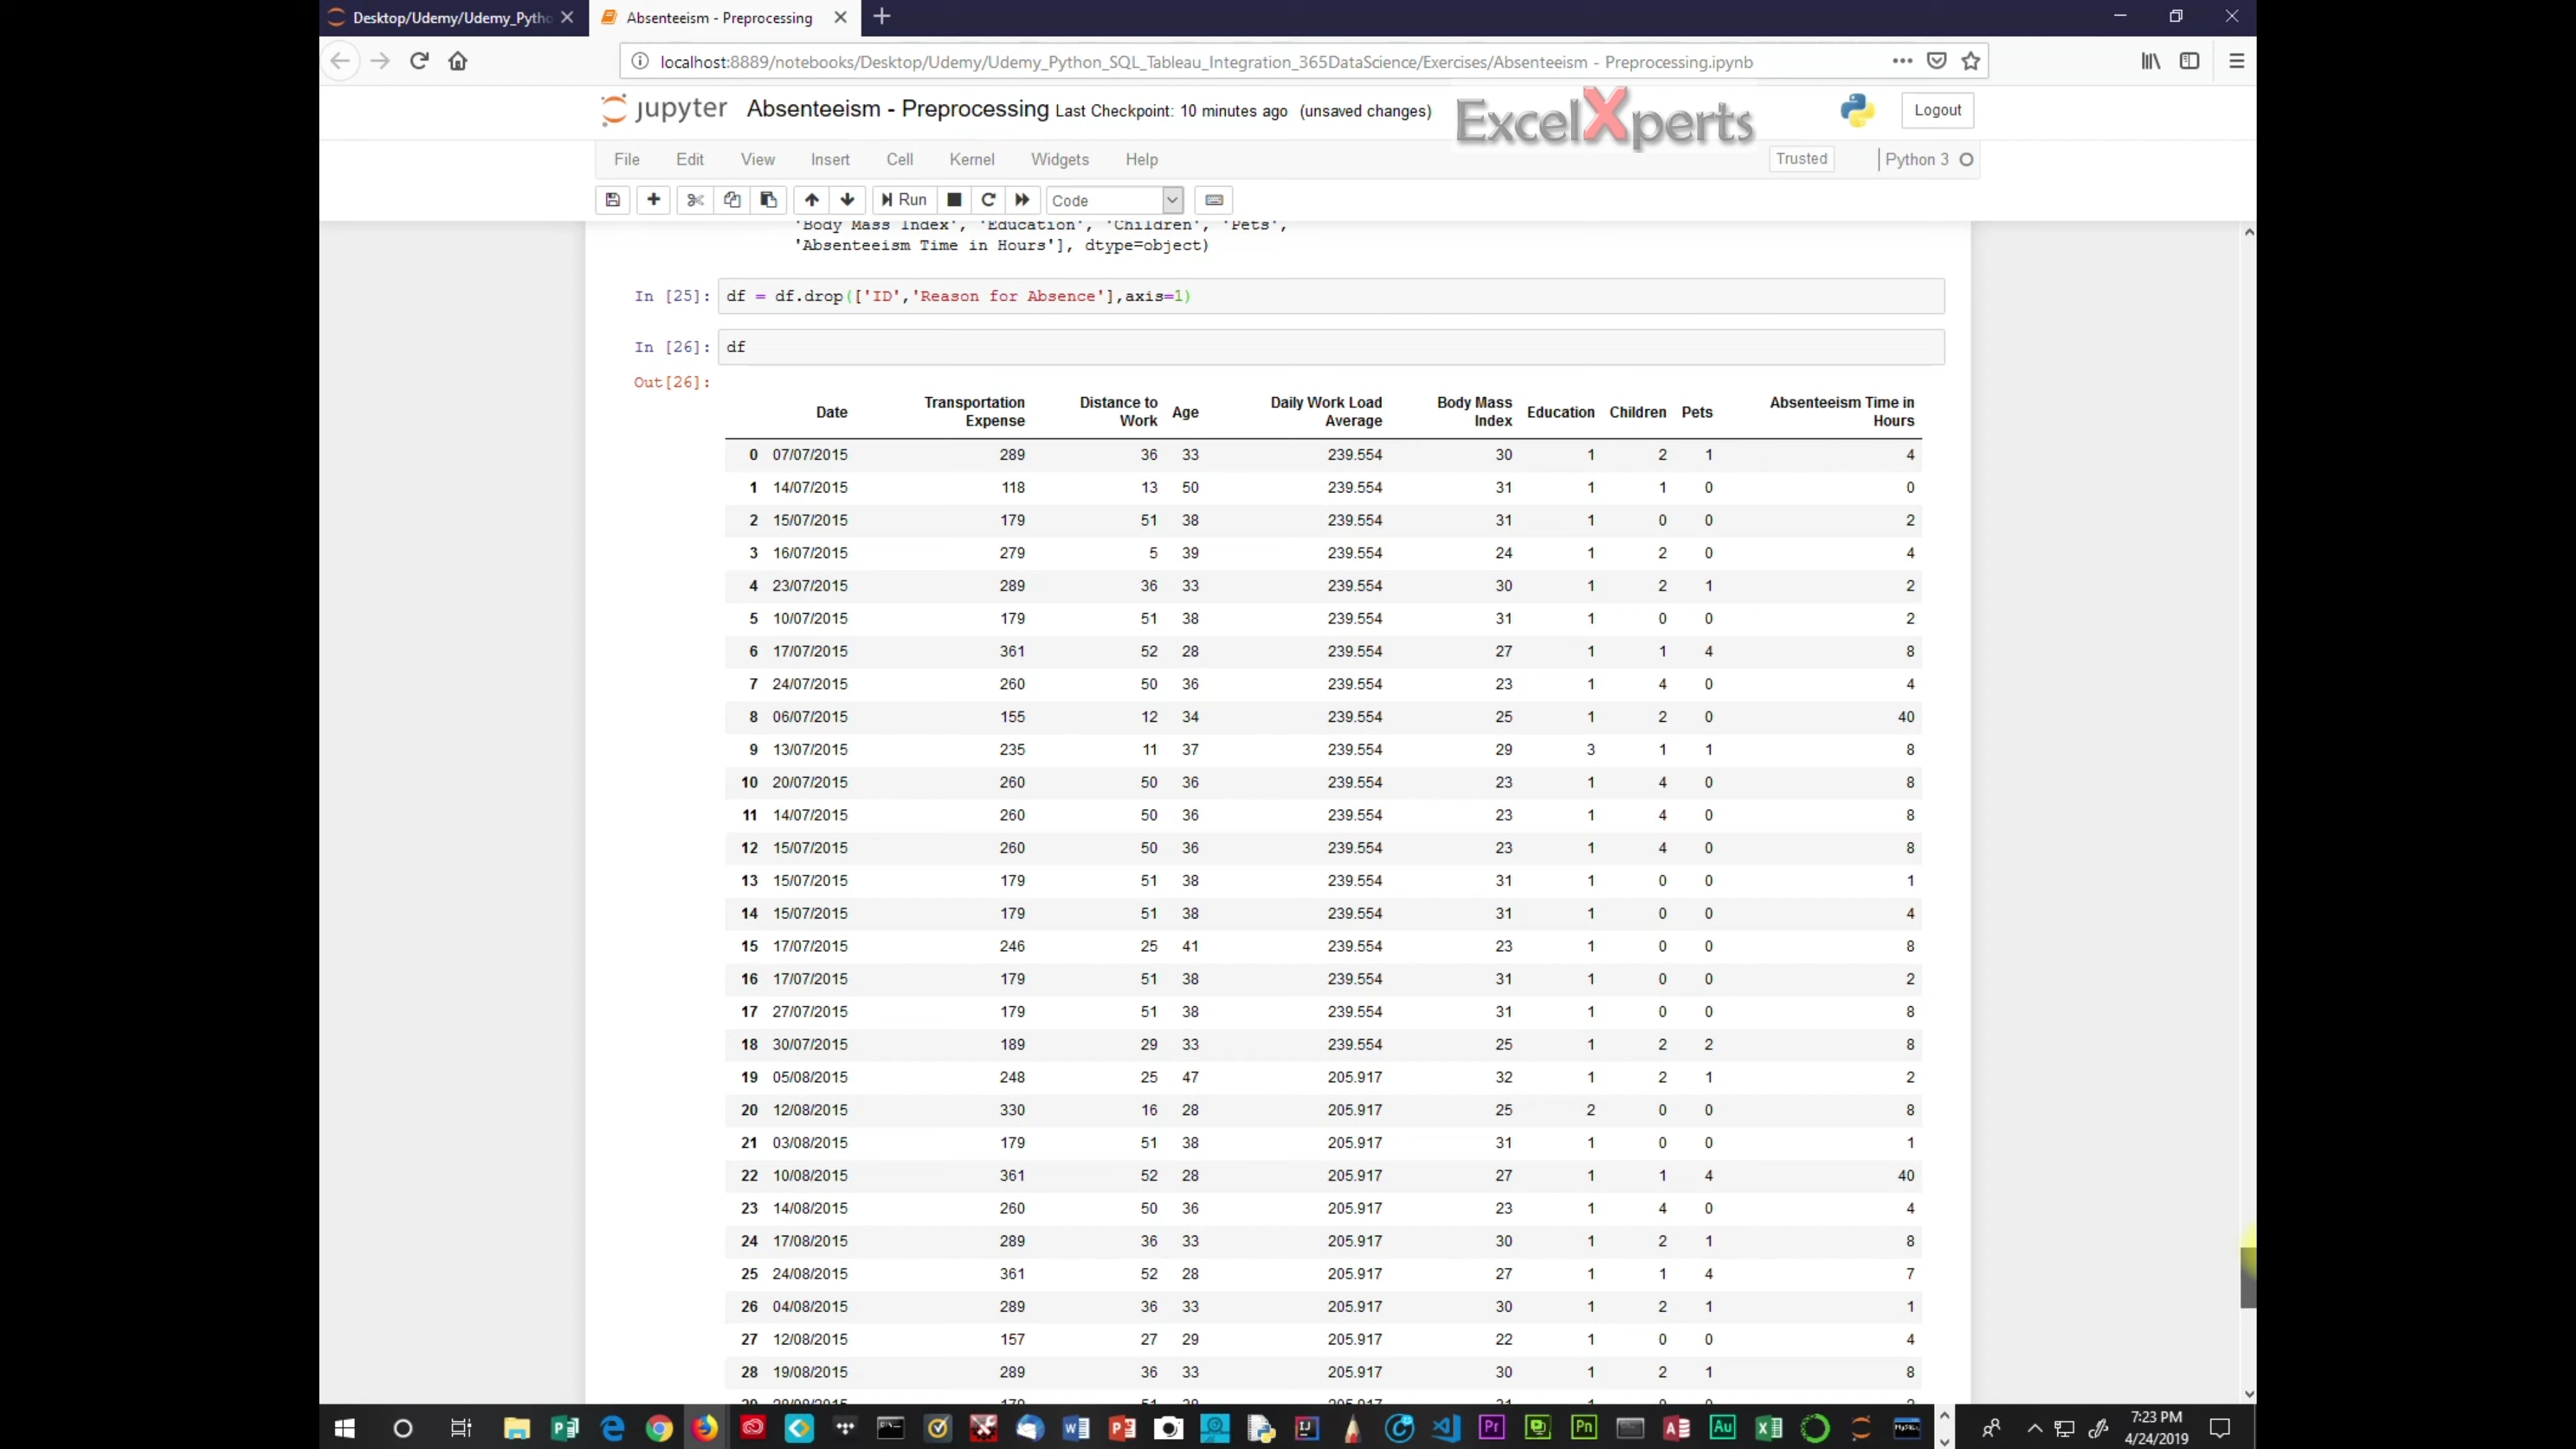 Desktop/Udemy/Udemy_Pytho
Absenteeism - Preprocessing
localhost:8889/notebooks/Desktop/Udemy/Udemy_Python_SQL_Tableau_Integration_365DataScience/Exercises/Absenteeism - Preprocessing.ipynb
jupyter Absenteeism - Preprocessing Last Checkpoint: 10 minutes ago (unsaved changes) ExcelXperts Logout
File Edit View Insert Cell Kernel Widgets Help Trusted Python 3
Run Code
'Body Mass Index', 'Education', 'Children', 'Pets',
'Absenteeism Time in Hours'], dtype=object)
In [25]: df = df.drop(['ID','Reason for Absence'],axis=1)
In [26]: df
Out[26]:
Date Transportation Expense Distance to Work Age Daily Work Load Average Body Mass Index Education Children Pets Absenteeism Time in Hours
0 07/07/2015 289 36 33 239.554 30 1 2 1 4
1 14/07/2015 118 13 50 239.554 31 1 1 0 0
2 15/07/2015 179 51 38 239.554 31 1 0 0 2
3 16/07/2015 279 5 39 239.554 24 1 2 0 4
4 23/07/2015 289 36 33 239.554 30 1 2 1 2
5 10/07/2015 179 51 38 239.554 31 1 0 0 2
6 17/07/2015 361 52 28 239.554 27 1 1 4 8
7 24/07/2015 260 50 36 239.554 23 1 4 0 4
8 06/07/2015 155 12 34 239.554 25 1 2 0 40
9 13/07/2015 235 11 37 239.554 29 3 1 1 8
10 20/07/2015 260 50 36 239.554 23 1 4 0 8
11 14/07/2015 260 50 36 239.554 23 1 4 0 8
12 15/07/2015 260 50 36 239.554 23 1 4 0 8
13 15/07/2015 179 51 38 239.554 31 1 0 0 1
14 15/07/2015 179 51 38 239.554 31 1 0 0 4
15 17/07/2015 246 25 41 239.554 23 1 0 0 8
16 17/07/2015 179 51 38 239.554 31 1 0 0 2
17 27/07/2015 179 51 38 239.554 31 1 0 0 8
18 30/07/2015 189 29 33 239.554 25 1 2 2 8
19 05/08/2015 248 25 47 205.917 32 1 2 1 2
20 12/08/2015 330 16 28 205.917 25 2 0 0 8
21 03/08/2015 179 51 38 205.917 31 1 0 0 1
22 10/08/2015 361 52 28 205.917 27 1 1 4 40
23 14/08/2015 260 50 36 205.917 23 1 4 0 4
24 17/08/2015 289 36 33 205.917 30 1 2 1 8
25 24/08/2015 361 52 28 205.917 27 1 1 4 7
26 04/08/2015 289 36 33 205.917 30 1 2 1 1
27 12/08/2015 157 27 29 205.917 22 1 0 0 4
28 19/08/2015 289 36 33 205.917 30 1 2 1 8
7:23 PM
4/24/2019